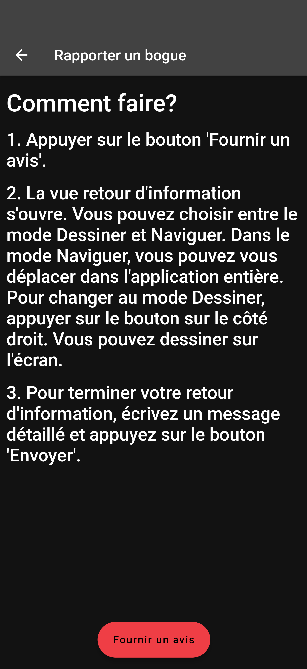 Rapporter un bogue
Comment faire?
1. Appuyer sur le bouton 'Fournir un
avis'.
2. La vue retour d'information
s'ouvre. Vous pouvez choisir entre le
mode Dessiner et Naviguer. Dans le
mode Naviguer, vous pouvez vous
déplacer dans l'application entière.
Pour changer au mode Dessiner,
appuyer sur le bouton sur le côté
droit. Vous pouvez dessiner sur
l'écran.
3. Pour terminer votre retour
d'information, écrivez un message
détaillé et appuyez sur le bouton
'Envoyer'.
Fournir un avis